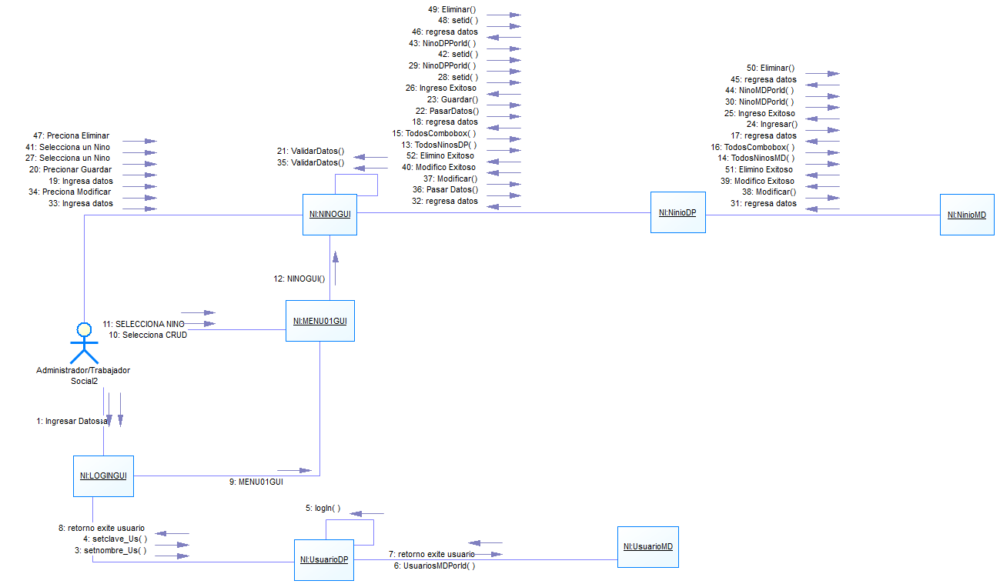 49: Eliminar()
48: setid( )
46: regresa datos
43: NinoDPPorId( )
42: setid( )
29: NinoDPPorId( )
28: setid( )
26: Ingreso Exitoso
23: Guardar()
22: PasarDatos()
18: regresa datos
15: TodosCombobox( )
13: TodosNinosDP( )
52: Elimino Exitoso
40: Modifico Exitoso
37: Modificar()
36: Pasar Datos()
32: regresa datos
50: Eliminar()
45: regresa datos
44: NinoMDPorId( )
30: NinoMDPorId( )
25: Ingreso Exitoso
24: Ingresar()
17: regresa datos
16: TodosCombobox( )
14: TodosNinosMD( )
51: Elimino Exitoso
39: Modifico Exitoso
38: Modificar()
31: regresa datos
47: Preciona Eliminar
41: Selecciona un Nino
27: Selecciona un Nino
20: Precionar Guardar
19: Ingresa datos
34: Preciona Modificar
33: Ingresa datos
21: ValidarDatos()
35: ValidarDatos()
NI:NINOGUI
NI:NinioDP
NI:NinioMD
12: NINOGUI()
11: SELECCIONA NINO
10: Selecciona CRUD
NI:MENU01GUI
Administrador/Trabajador
Social2
1: Ingresar Datos
NI:LOGINGUI
9: MENU01GUI
5: logIn( )
8: retorno exite usuario
4: setclave_Us( )
3: setnombre_Us( )
NI:UsuarioDP
7: retorno exite usuario
6: UsuariosMDPorId( )
NI:UsuarioMD